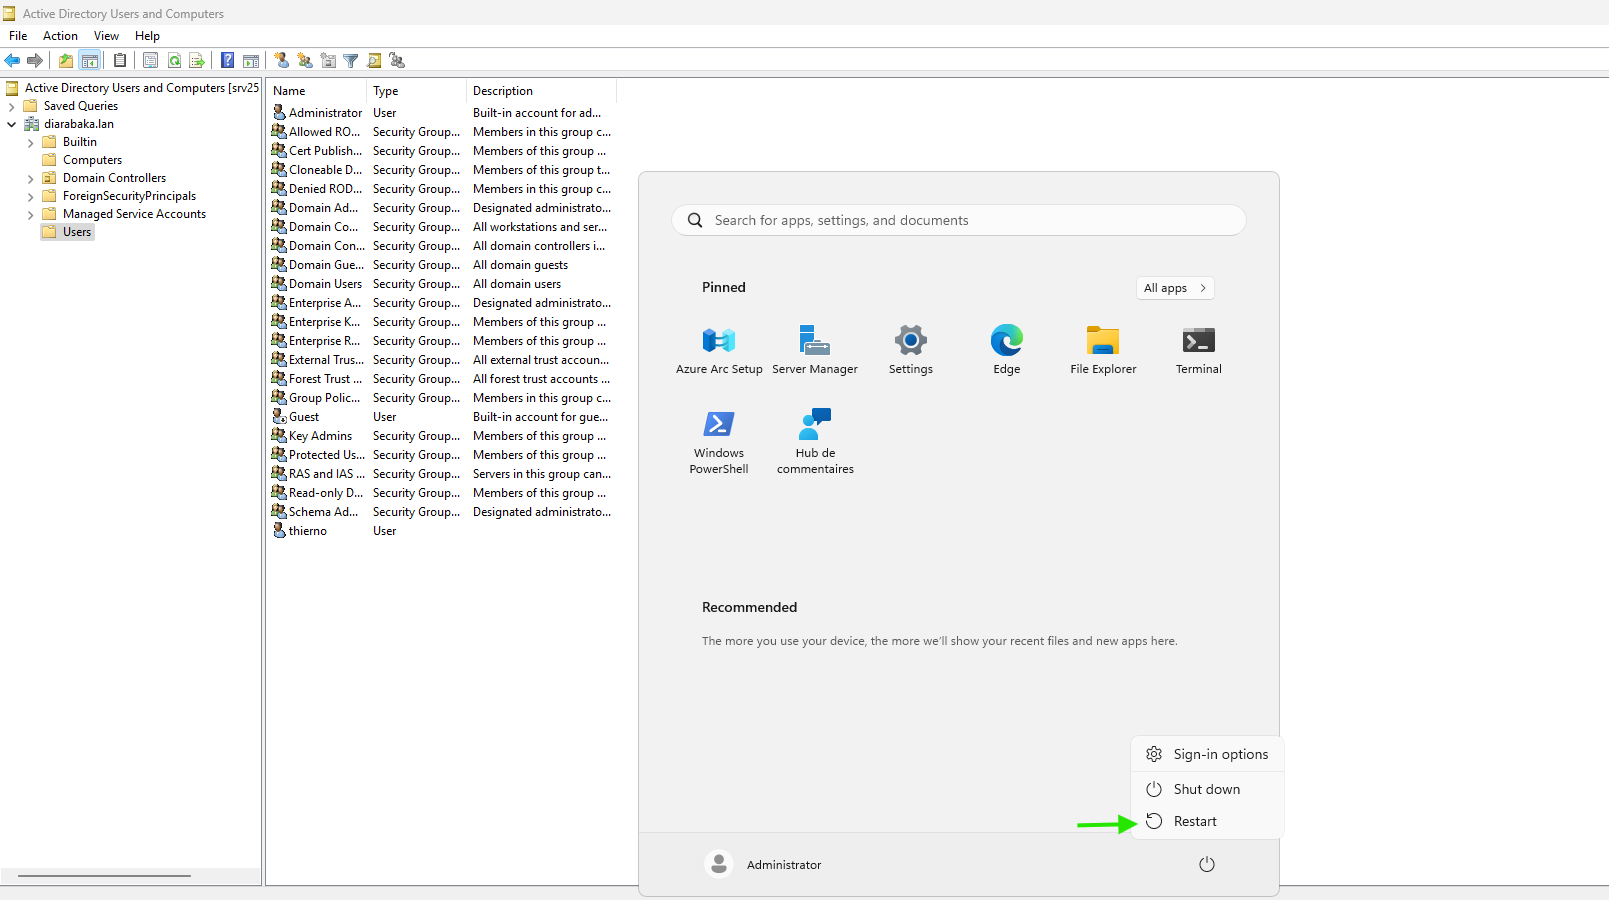 Active Directory Users and Computers
File Action View Help
Active Directory Users and Computers [srv25
Saved Queries
diarabaka.lan
Builtin
Computers
Domain Controllers
ForeignSecurityPrincipals
Managed Service Accounts
Users
Name Type Description
Administrator User Built-in account for ad...
Allowed RO... Security Group... Members in this group c...
Cert Publish... Security Group... Members of this group ...
Cloneable D... Security Group... Members of this group t...
Denied ROD... Security Group... Members in this group c...
Domain Ad... Security Group... Designated administrato...
Domain Co... Security Group... All workstations and ser...
Domain Con... Security Group... All domain controllers i...
Domain Gue... Security Group... All domain guests
Domain Users Security Group... All domain users
Enterprise A... Security Group... Designated administrato...
Enterprise K... Security Group... Members of this group ...
Enterprise R... Security Group... Members of this group ...
External Trus... Security Group... All external trust accoun...
Forest Trust ... Security Group... All forest trust accounts ...
Group Polic... Security Group... Members in this group c...
Guest User Built-in account for gue...
Key Admins Security Group... Members of this group ...
Protected Us... Security Group... Members of this group ...
RAS and IAS ... Security Group... Servers in this group can...
Read-only D... Security Group... Members of this group ...
Schema Ad... Security Group... Designated administrato...
thierno User
Search for apps, settings, and documents
Pinned
All apps
Azure Arc Setup
Server Manager
Settings
Edge
File Explorer
Terminal
Windows
PowerShell
Hub de
commentaires
Recommended
The more you use your device, the more we’ll show your recent files and new apps here.
Sign-in options
Shut down
Restart
Administrator